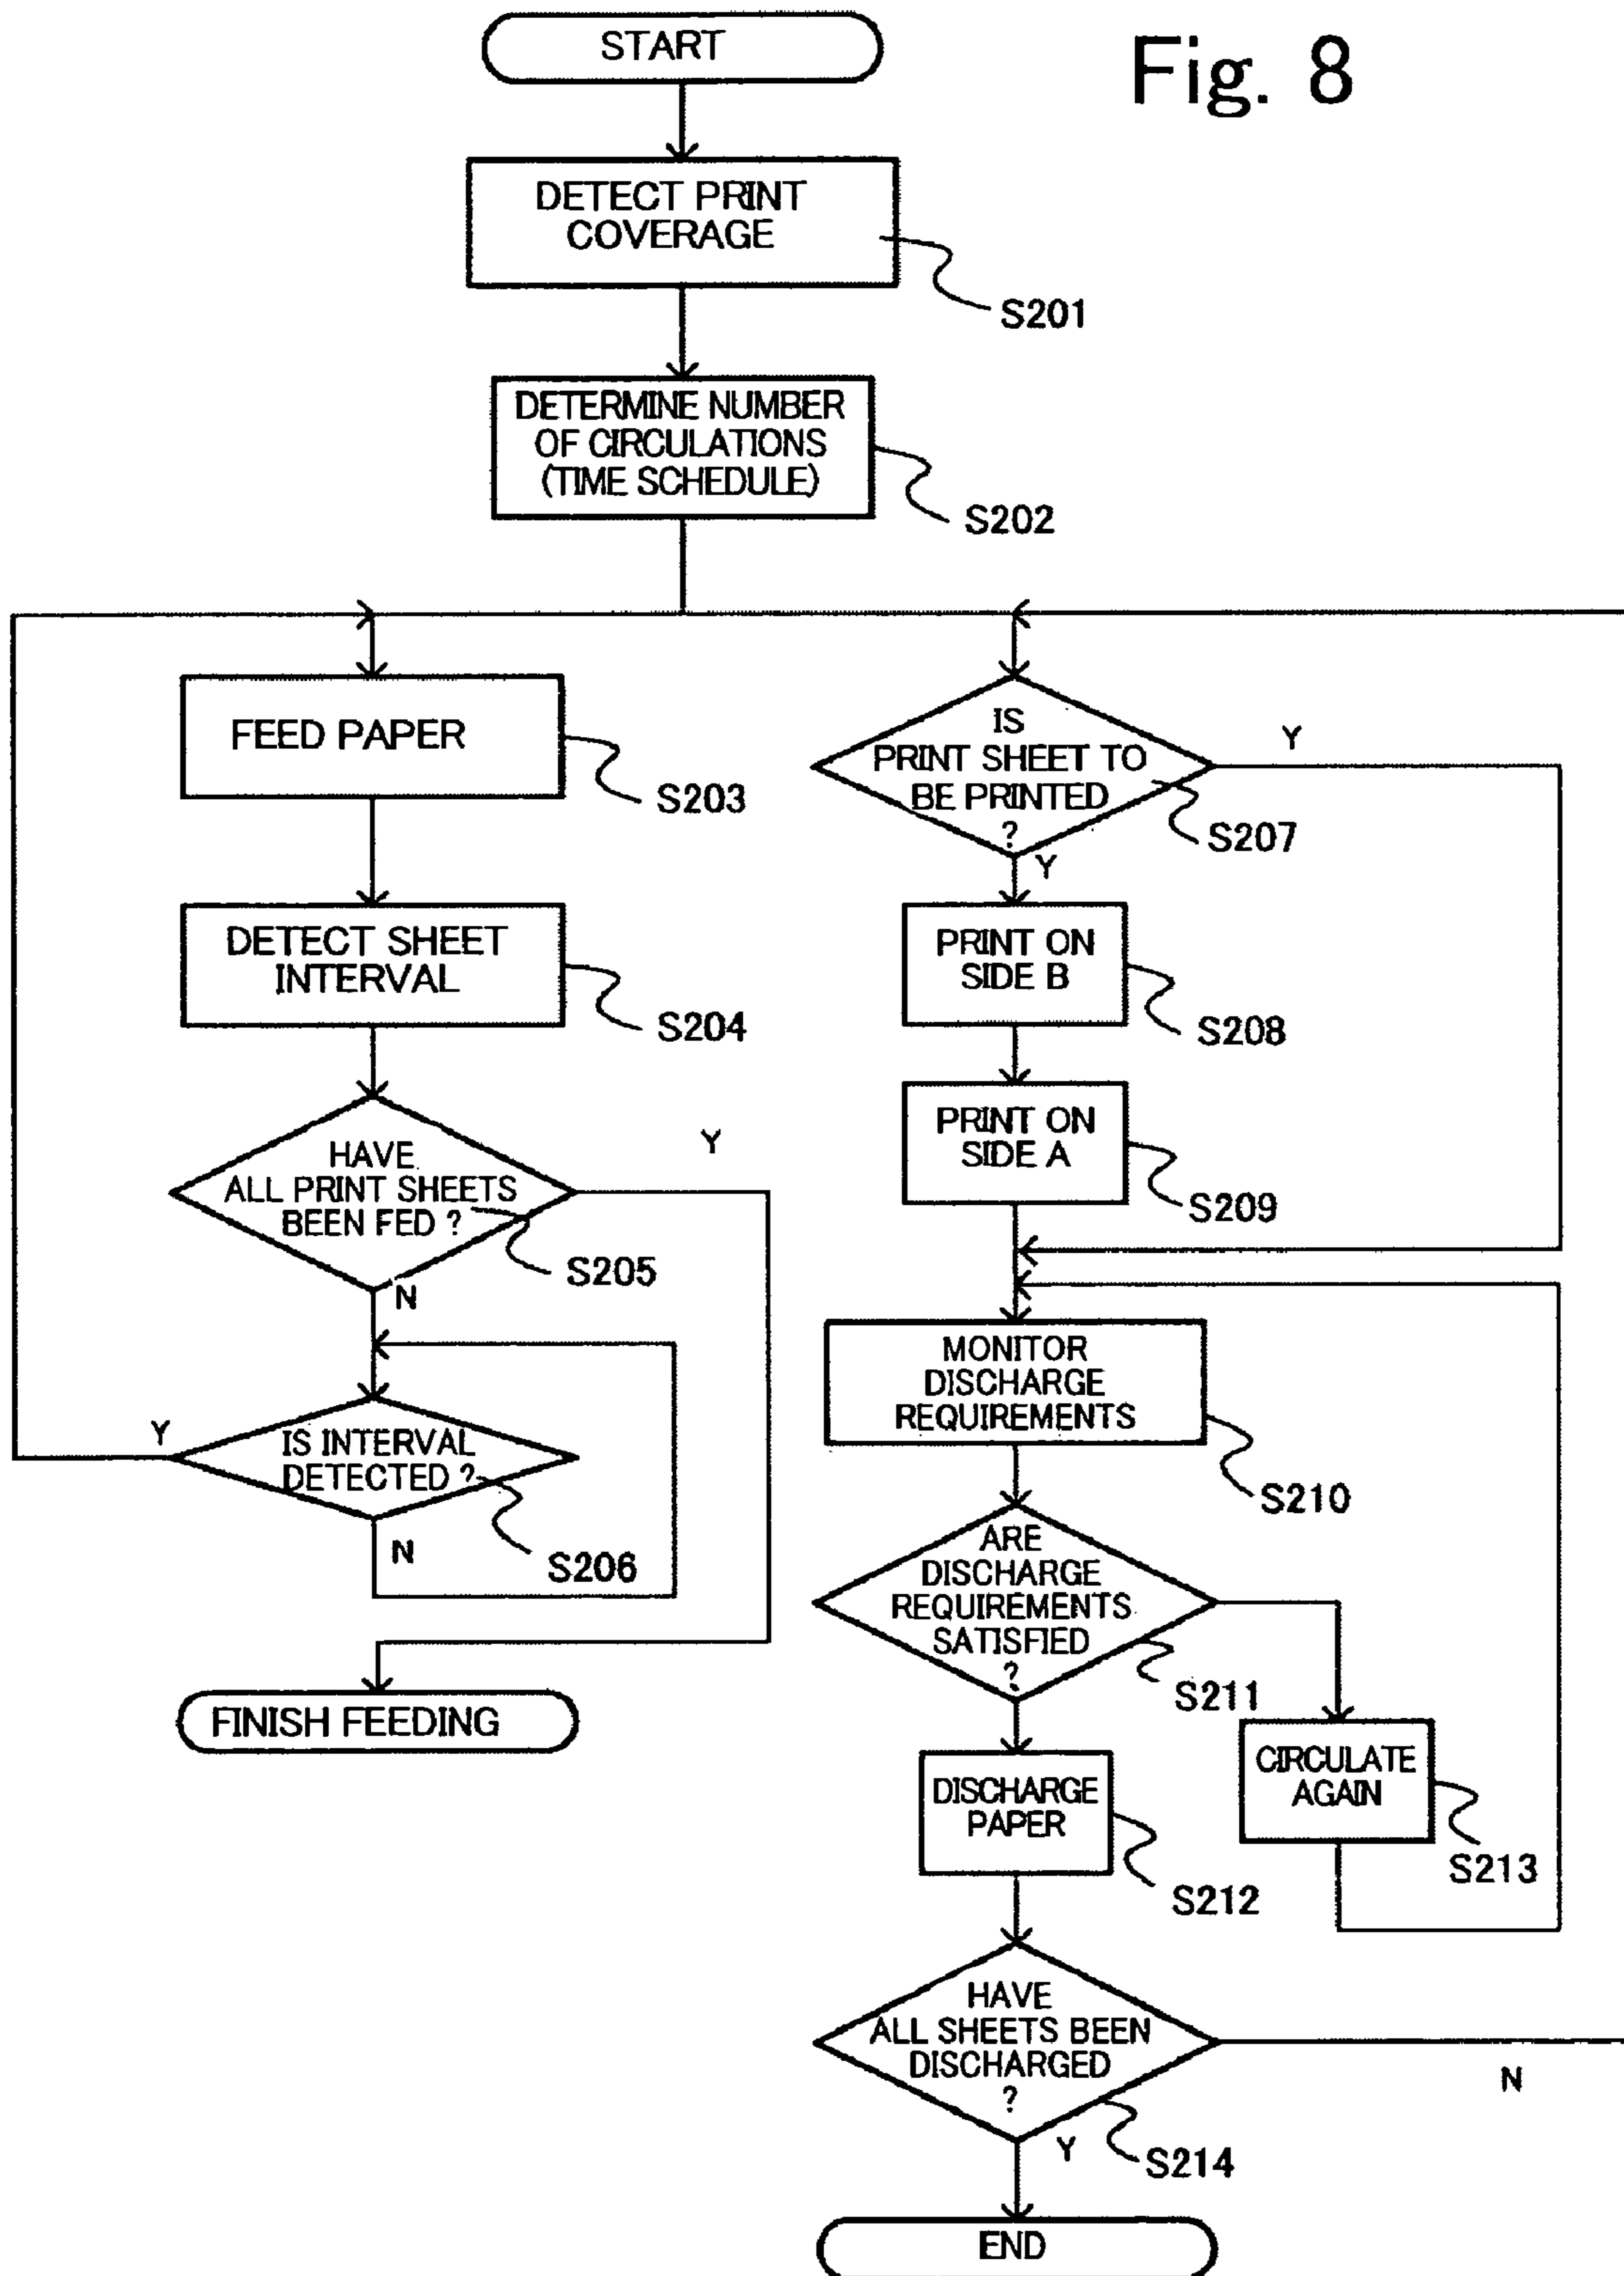 Fig. 8
START
DETECT PRINT
COVERAGE
S201
DETERMINE NUMBER
OF CIRCULATIONS
(TIME SCHEDULE)
S202
FEED PAPER
S203
DETECT SHEET
INTERVAL
S204
HAVE
ALL PRINT SHEETS
BEEN FED ?
Y
S205
N
IS INTERVAL
DETECTED ?
Y
S206
N
FINISH FEEDING
IS
PRINT SHEET TO
BE PRINTED
?
Y
S207
Y
PRINT ON
SIDE B
S208
PRINT ON
SIDE A
S209
MONITOR
DISCHARGE
REQUIREMENTS
S210
ARE
DISCHARGE
REQUIREMENTS
SATISFIED
?
S211
DISCHARGE
PAPER
S212
CIRCULATE
AGAIN
S213
HAVE
ALL SHEETS BEEN
DISCHARGED
?
N
Y
S214
END